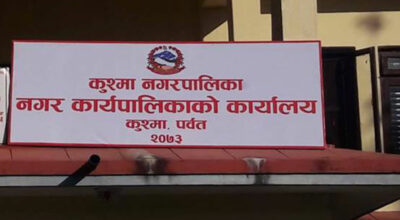 कुश्मा नगरपालिका
नगर कार्यपालिकाको कार्यालय
कुश्मा, पर्वत
२०७३